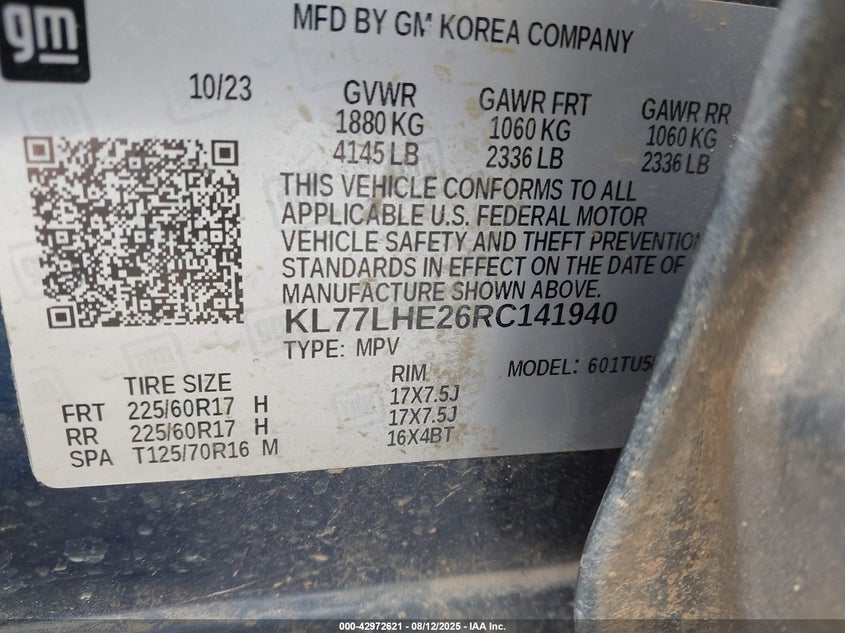 gm
MFD BY GM KOREA COMPANY
10/23
GVWR
1880 KG
4145 LB
GAWR FRT
1060 KG
2336 LB
GAWR RR
1060 KG
2336 LB
THIS VEHICLE CONFORMS TO ALL
APPLICABLE U.S. FEDERAL MOTOR
VEHICLE SAFETY AND THEFT PREVENTION
STANDARDS IN EFFECT ON THE DATE OF
MANUFACTURE SHOWN ABOVE.
KL77LHE26RC141940
TYPE: MPV
MODEL: 601TU5
TIRE SIZE
RIM
FRT 225/60R17 H 17X7.5J
RR 225/60R17 H 17X7.5J
SPA T125/70R16 M 16X4BT
000-42972621 - 08/12/2025 - IAA Inc.